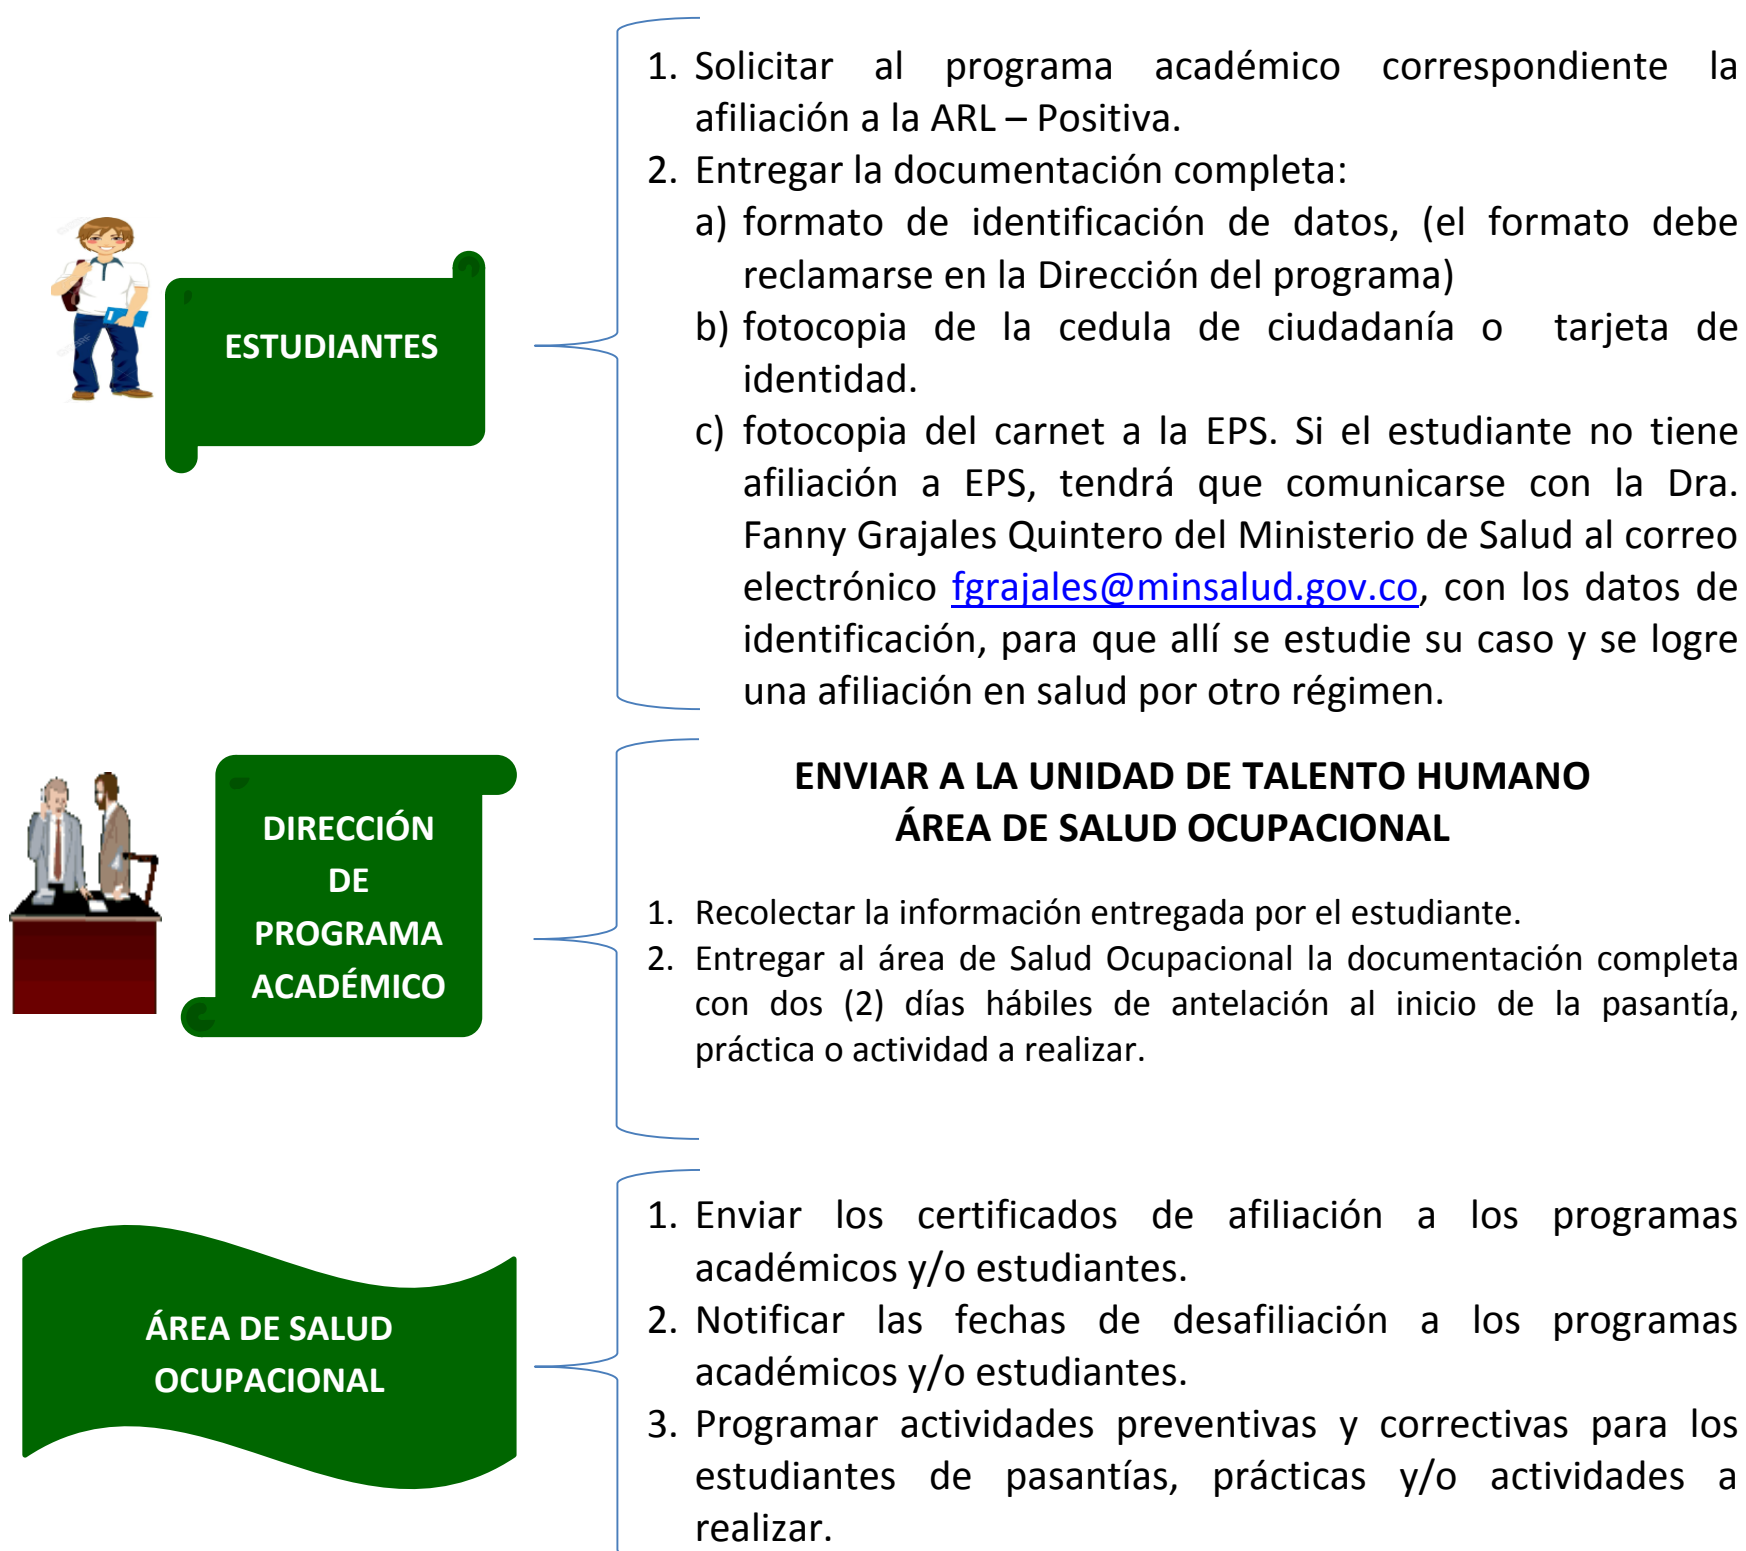 ESTUDIANTES
1. Solicitar al programa académico correspondiente la
afiliación a la ARL – Positiva.
2. Entregar la documentación completa:
a) formato de identificación de datos, (el formato debe
reclamarse en la Dirección del programa)
b) fotocopia de la cedula de ciudadanía o tarjeta de
identidad.
c) fotocopia del carnet a la EPS. Si el estudiante no tiene
afiliación a EPS, tendrá que comunicarse con la Dra.
Fanny Grajales Quintero del Ministerio de Salud al correo
electrónico fgrajales@minsalud.gov.co, con los datos de
identificación, para que allí se estudie su caso y se logre
una afiliación en salud por otro régimen.
DIRECCIÓN
DE
PROGRAMA
ACADÉMICO
ENVIAR A LA UNIDAD DE TALENTO HUMANO
ÁREA DE SALUD OCUPACIONAL
1. Recolectar la información entregada por el estudiante.
2. Entregar al área de Salud Ocupacional la documentación completa
con dos (2) días hábiles de antelación al inicio de la pasantía,
práctica o actividad a realizar.
ÁREA DE SALUD
OCUPACIONAL
1. Enviar los certificados de afiliación a los programas
académicos y/o estudiantes.
2. Notificar las fechas de desafiliación a los programas
académicos y/o estudiantes.
3. Programar actividades preventivas y correctivas para los
estudiantes de pasantías, prácticas y/o actividades a
realizar.